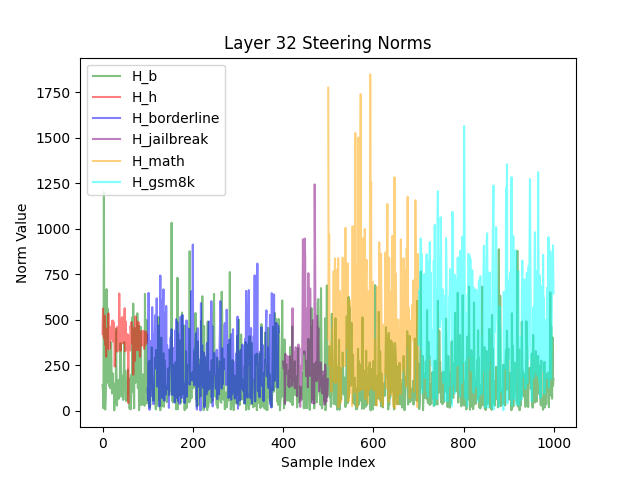 Layer 32 Steering Norms
H_b
H_h
H_borderline
H_jailbreak
H_math
H_gsm8k
Norm Value
1750
1500
1250
1000
750
500
250
0
0
200
400
600
800
1000
Sample Index